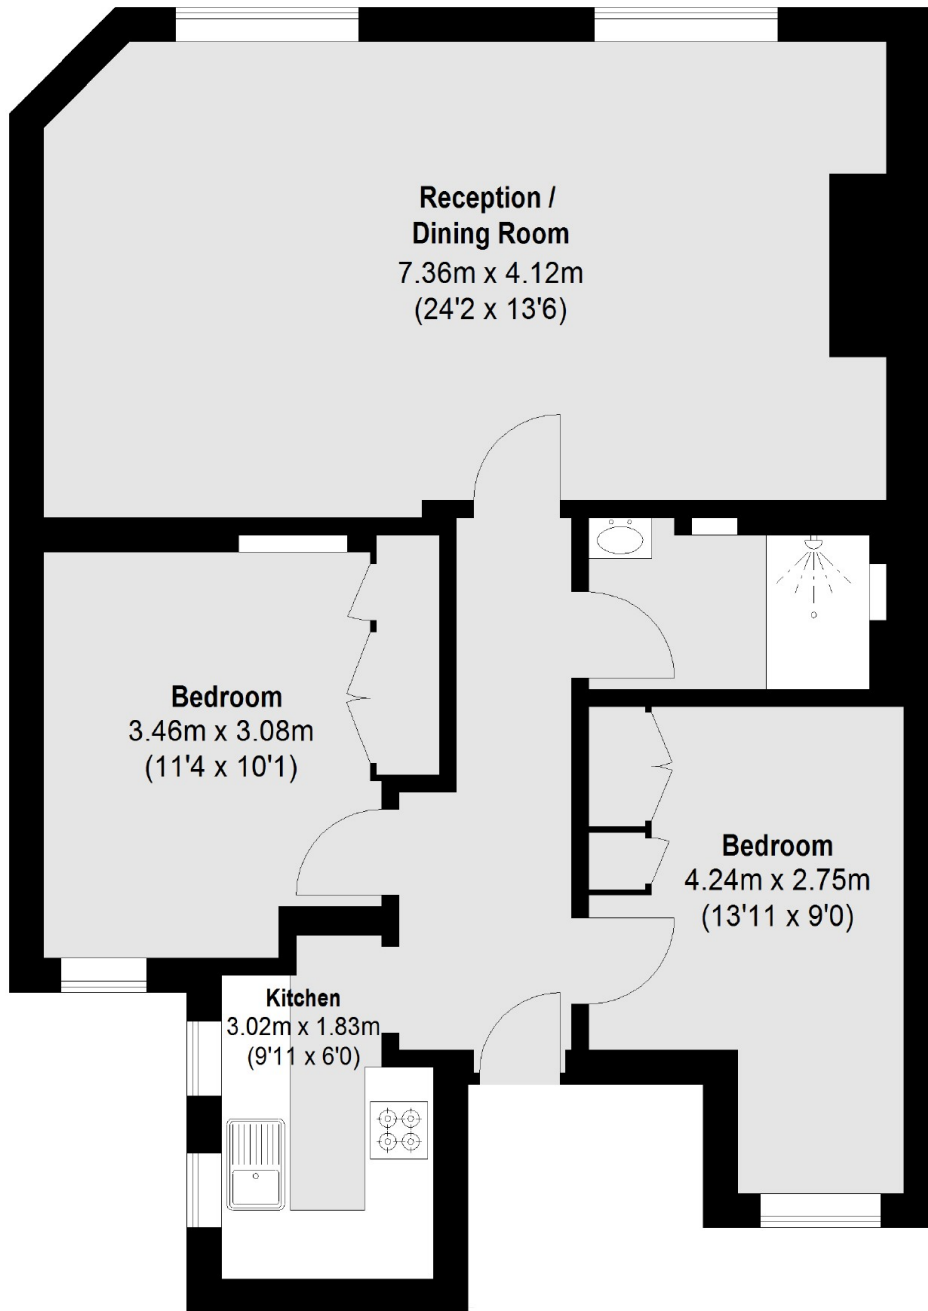 Reception /
Dining Room
7.36m x 4.12m
(24'2 x 13'6)
Bedroom
3.46m x 3.08m
(11'4 x 10'1)
Bedroom
4.24m x 2.75m
(13'11 x 9'0)
Kitchen
3.02m x 1.83m
(9'11 x 6'0)